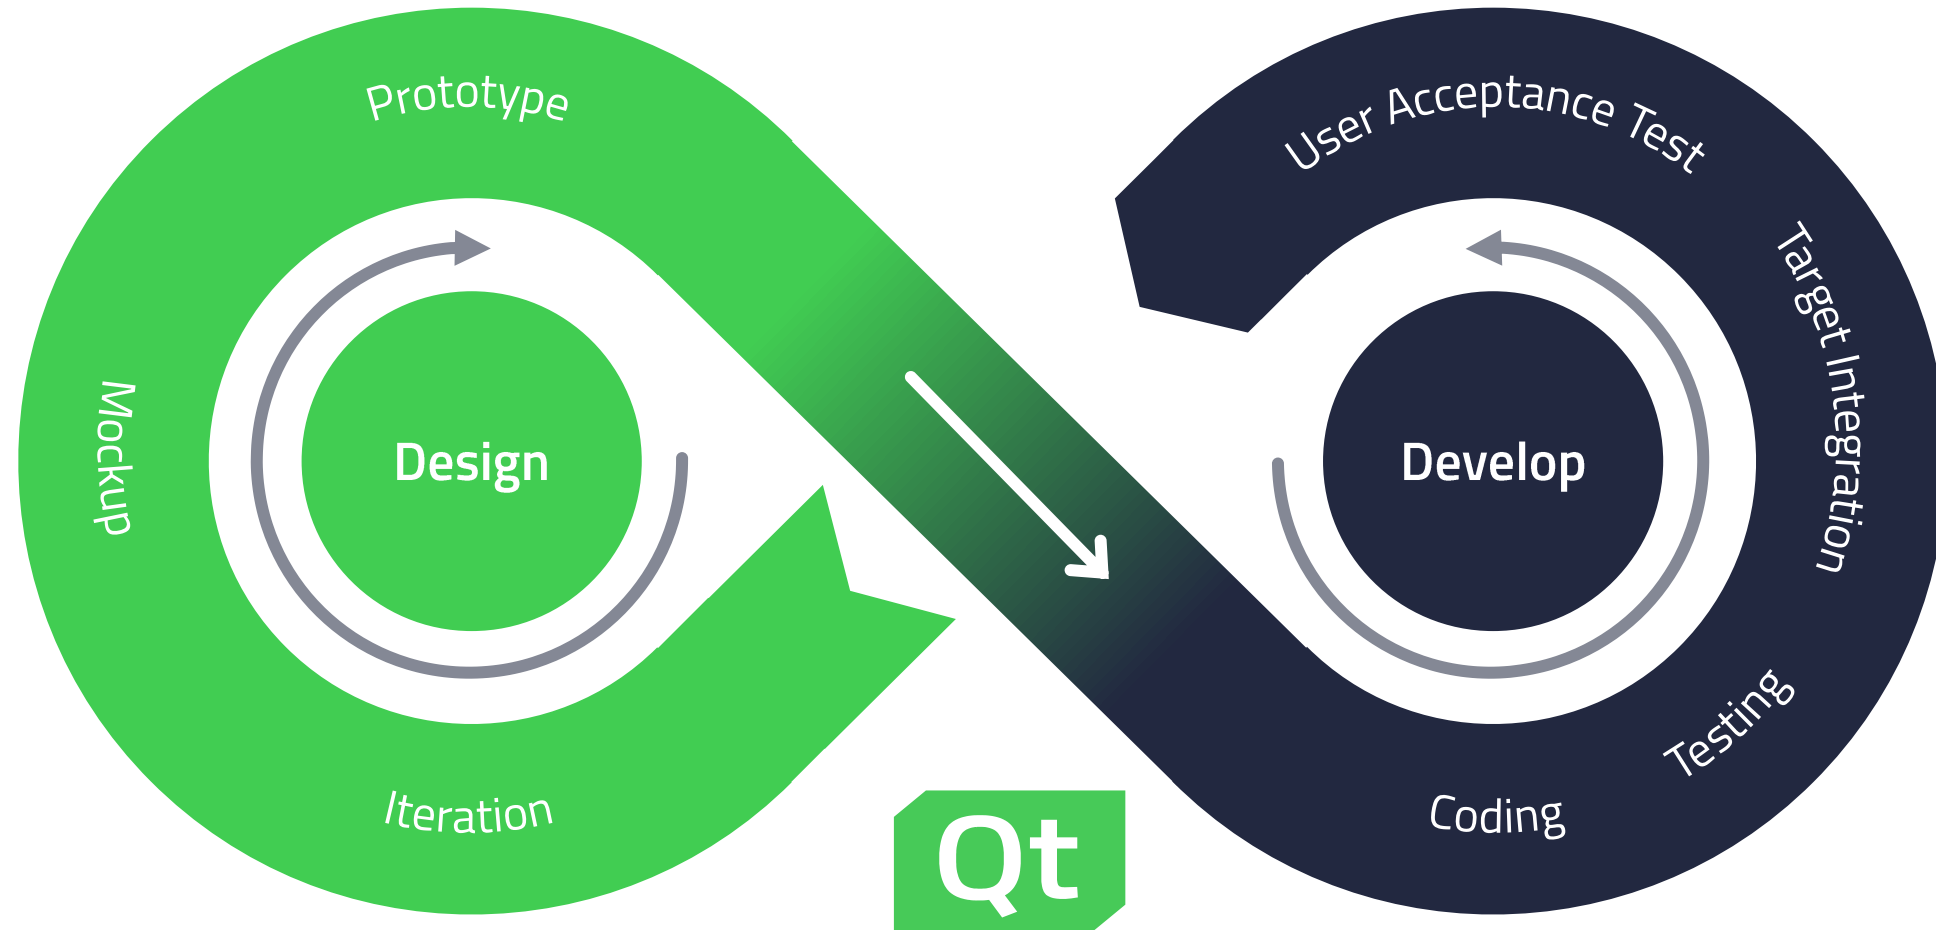 Prototype
Mockup
Design
Iteration
User Acceptance Test
Target Integration
Develop
Testing
Coding
Qt